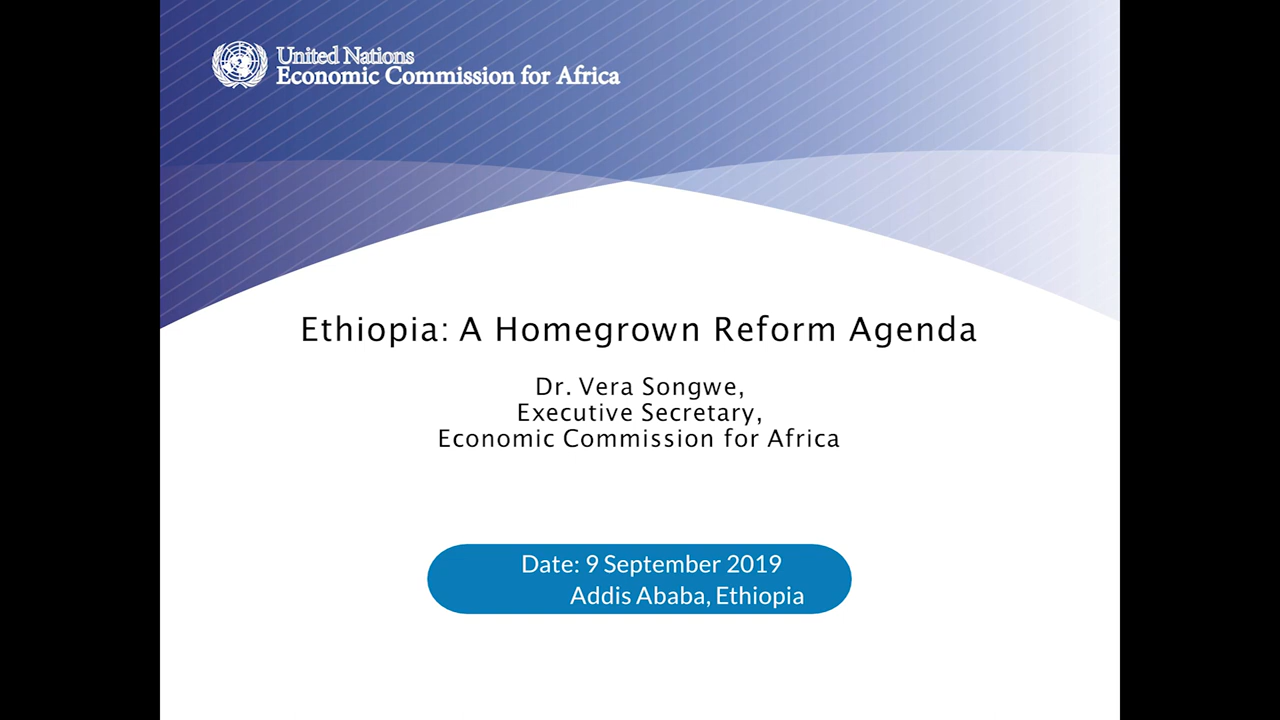 United Nations
Economic Commission for Africa
Ethiopia: A Homegrown Reform Agenda
Dr. Vera Songwe,
Executive Secretary,
Economic Commission for Africa
Date: 9 September 2019
Addis Ababa, Ethiopia